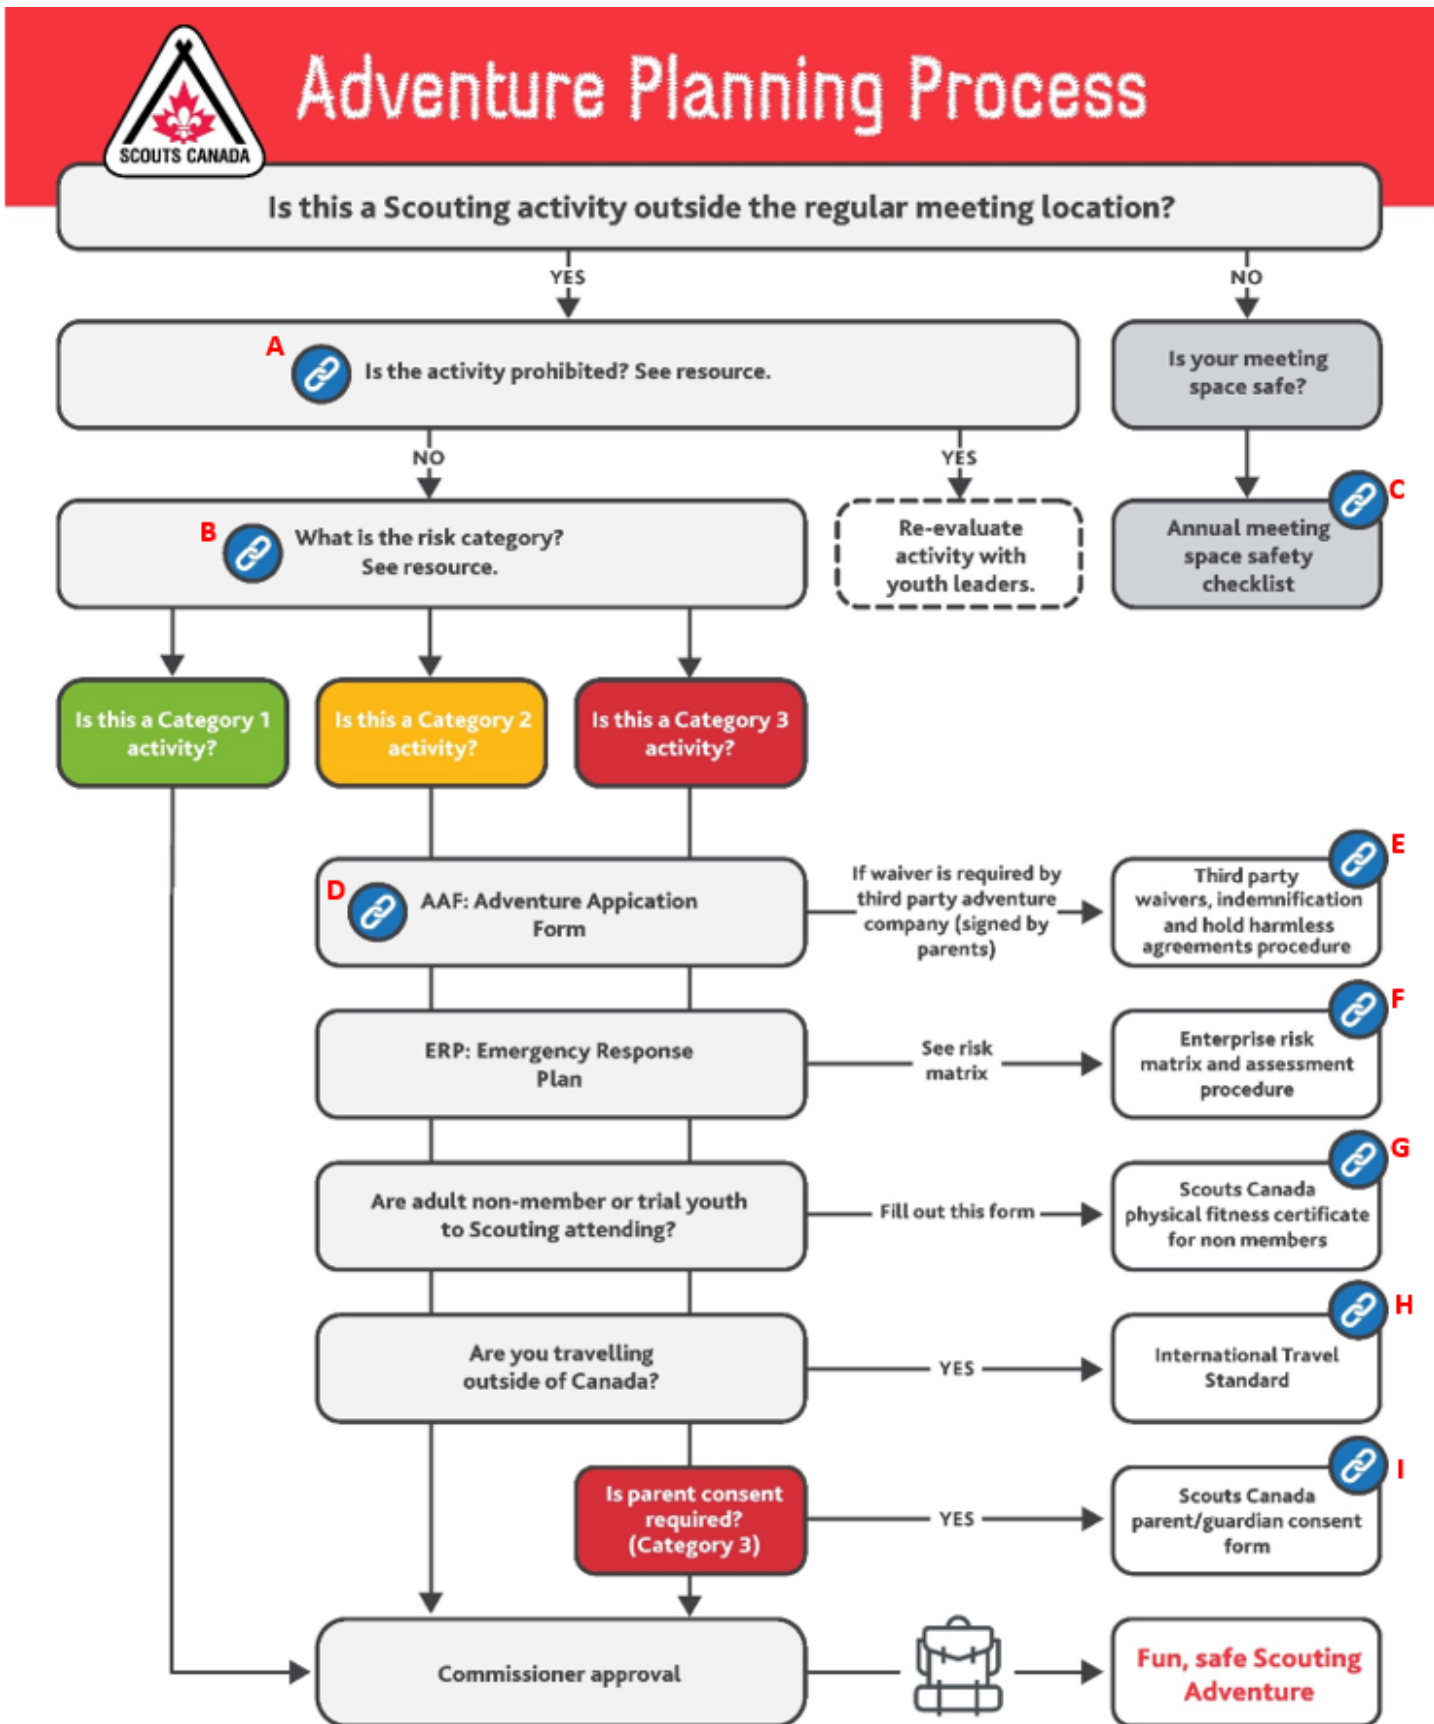 Adventure Planning Process
SCOUTS CANADA
Is this a Scouting activity outside the regular meeting location?
YES
NO
A
Is the activity prohibited? See resource.
Is your meeting
space safe?
NO
YES
B
What is the risk category?
See resource.
Re-evaluate
activity with
youth leaders.
C
Annual meeting
space safety
checklist
Is this a Category 1
activity?
Is this a Category 2
activity?
Is this a Category 3
activity?
D
AAF: Adventure Appication
Form
If waiver is required by
third party adventure
company (signed by
parents)
E
Third party
waivers, indemnification
and hold harmless
agreements procedure
ERP: Emergency Response
Plan
See risk
matrix
F
Enterprise risk
matrix and assessment
procedure
Are adult non-member or trial youth
to Scouting attending?
Fill out this form
G
Scouts Canada
physical fitness certificate
for non members
Are you travelling
outside of Canada?
YES
H
International Travel
Standard
Is parent consent
required?
(Category 3)
YES
I
Scouts Canada
parent/guardian consent
form
Commissioner approval
Fun, safe Scouting
Adventure